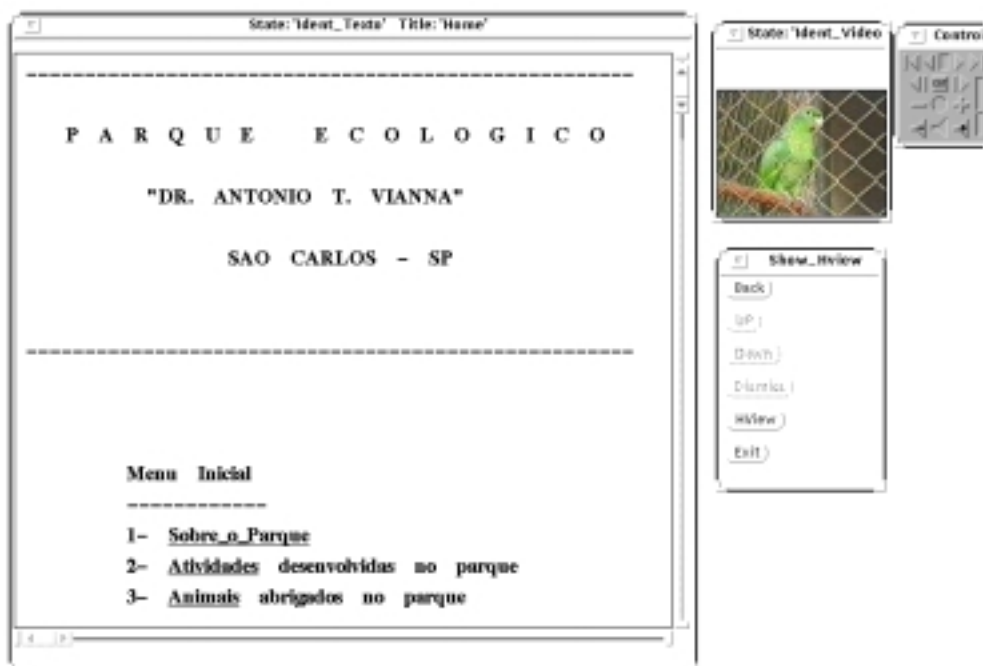 State: 'Ident_Texto' Title: 'Home'
------------------------------------------------------------
P A R Q U E E C O L O G I C O
"DR. ANTONIO T. VIANNA"
SAO CARLOS - SP
------------------------------------------------------------
Menu Inicial
-------------
1- Sobre_o_Parque
2- Atividades desenvolvidas no parque
3- Animais abrigados no parque
State: 'Ident_Video
Control
Show_Hview
Back
UP
Down
Dismiss
HView
Exit